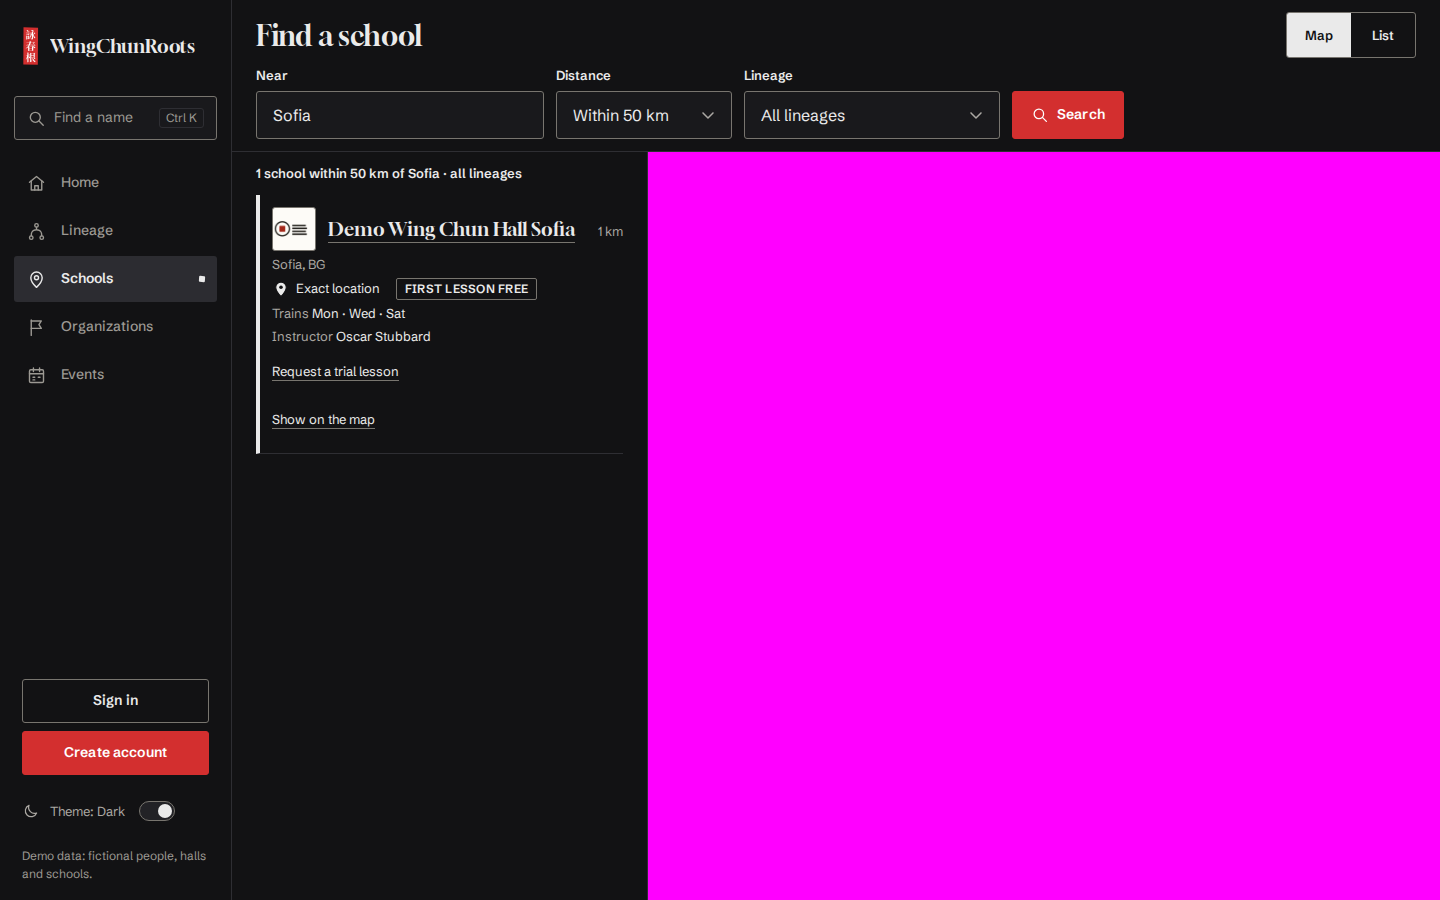 詠春根
WingChunRoots
Find a name
Ctrl K
Home
Lineage
Schools
Organizations
Events
Sign in
Create account
Theme: Dark
Demo data: fictional people, halls
and schools.
Find a school
Map
List
Near
Distance
Lineage
Sofia
Within 50 km
All lineages
Search
1 school within 50 km of Sofia · all lineages
Demo Wing Chun Hall Sofia
1 km
Sofia, BG
Exact location
FIRST LESSON FREE
Trains Mon · Wed · Sat
Instructor Oscar Stubbard
Request a trial lesson
Show on the map